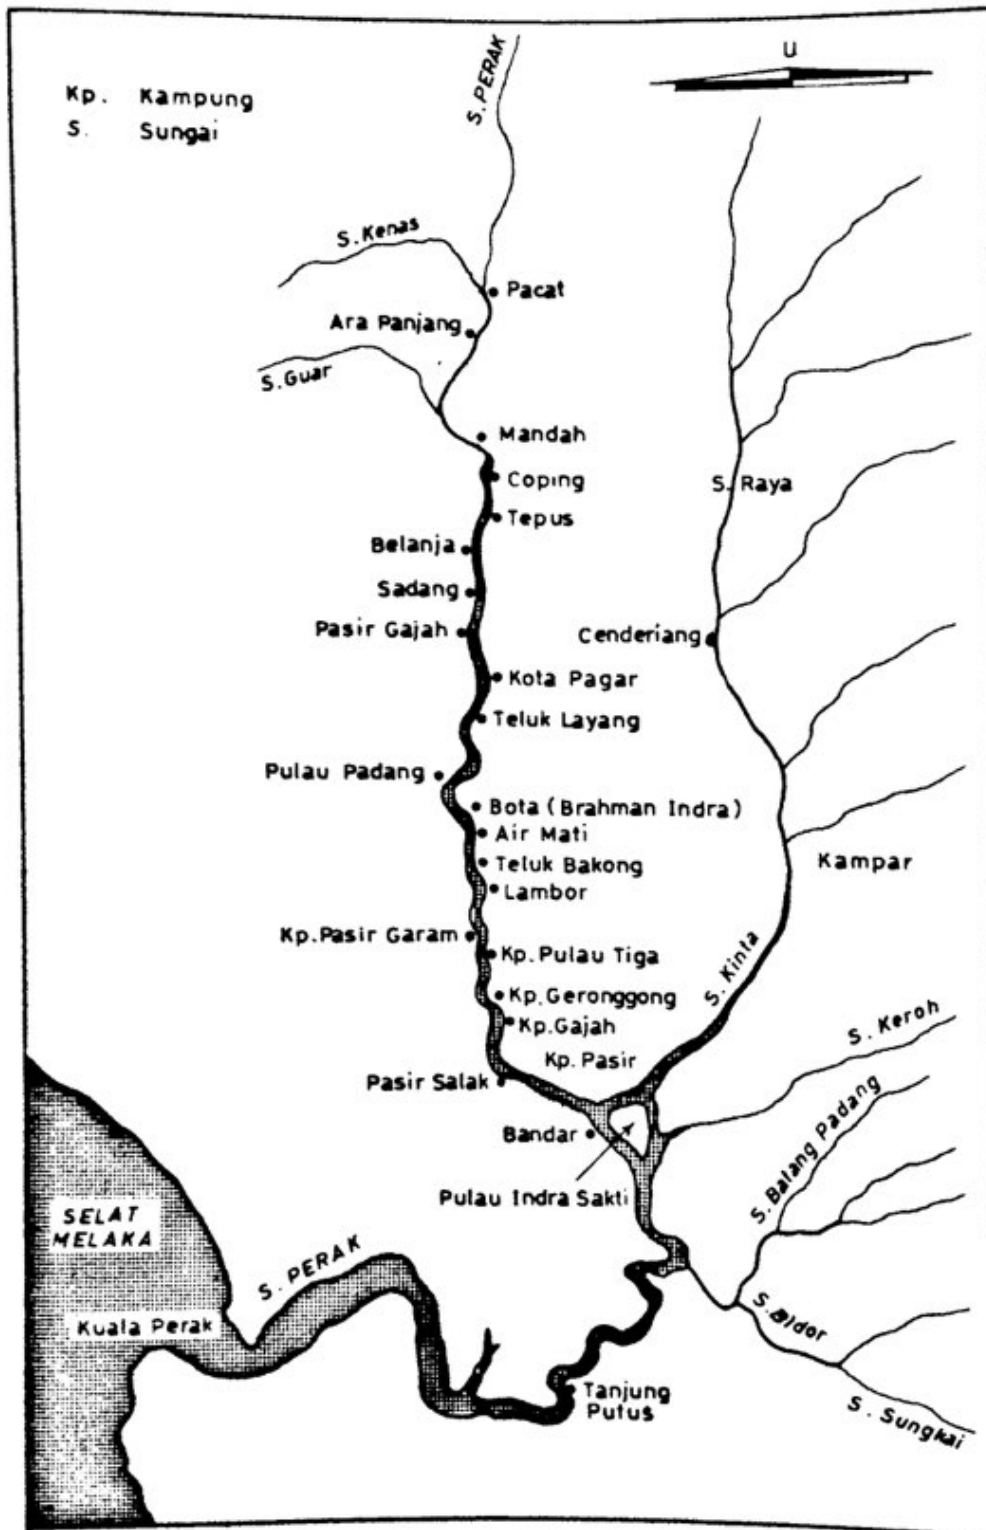 U
S. PERAK
Kp. Kampung
S. Sungai
S. Kenas
Pacat
Ara Panjang
S. Guar
Mandah
Coping
S. Raya
Tepus
Belanja
Sadang
Pasir Gajah
Cenderiang
Kota Pagar
Teluk Layang
Pulau Padang
Bota (Brahman Indra)
Air Mati
Teluk Bakong
Kampar
Lambor
Kp. Pasir Garam
Kp. Pulau Tiga
S. Kinta
Kp. Geronggong
Kp. Gajah
S. Keroh
Kp. Pasir
Pasir Salak
Bandar
S. Batang Padang
Pulau Indra Sakti
SELAT
MELAKA
S. PERAK
Kuala Perak
S. Bidor
Tanjung
Putus
S. Sungkai